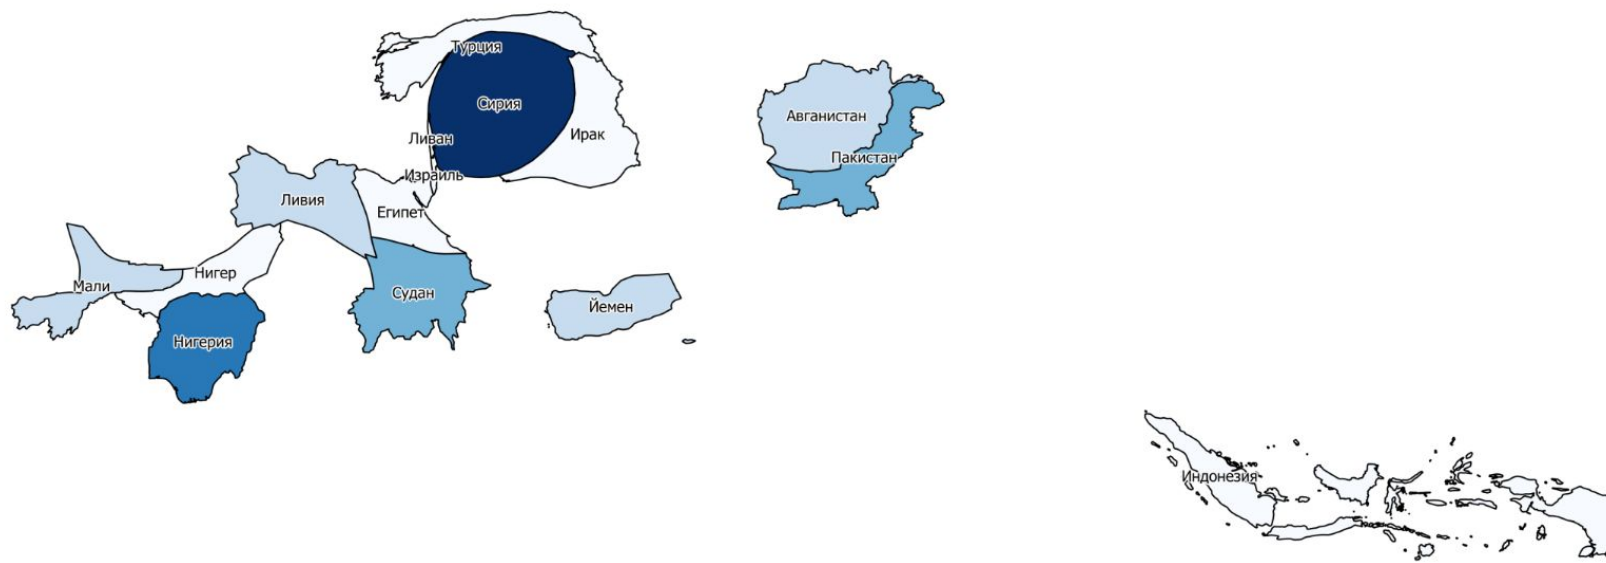 Турция
Сирия
Авганистан
Ливан
Ирак
Пакистан
Израиль
Ливия
Египет
Нигер
Мали
Судан
Йемен
Нигерия
Индонезия